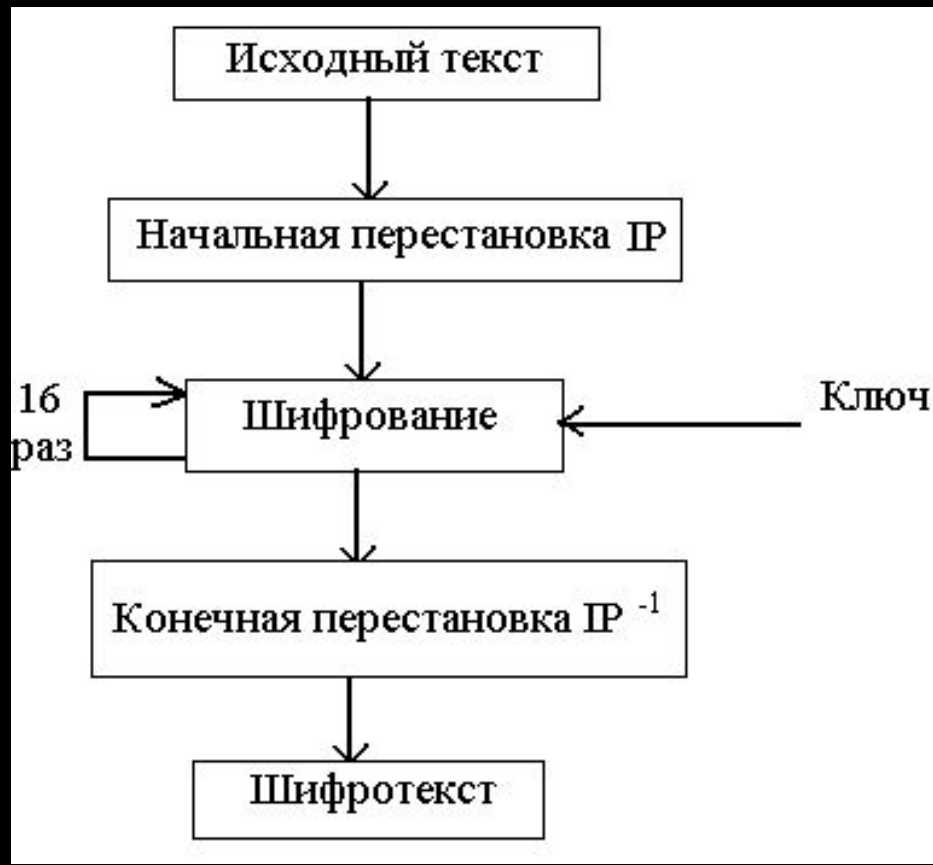 Исходный текст
Начальная перестановка IP
16
раз
Шифрование
Ключ
Конечная перестановка IP -1
Шифротекст